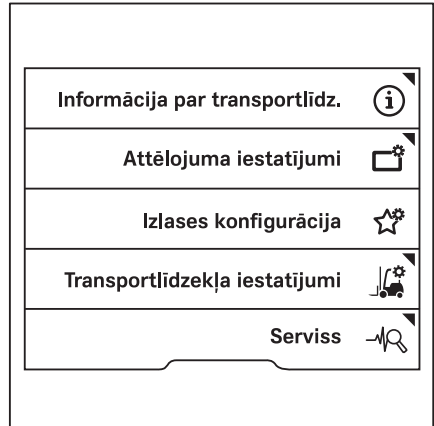 Informācija par transportlīdz.
Attēlojuma iestatījumi
Izlases konfigurācija
Transportlīdzekļa iestatījumi
Serviss